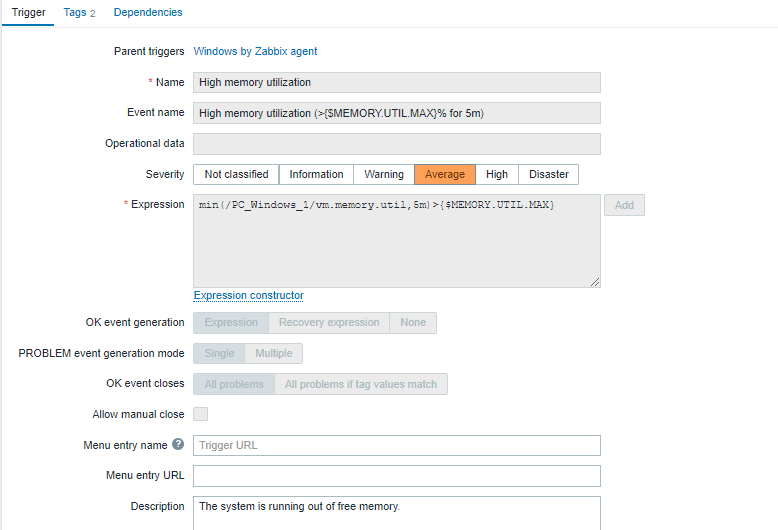 Trigger Tags 2 Dependencies
Parent triggers Windows by Zabbix agent
* Name High memory utilization
Event name High memory utilization (>{$MEMORY.UTIL.MAX}% for 5m)
Operational data
Severity Not classified Information Warning Average High Disaster
* Expression min(/PC_Windows_1/vm.memory.util,5m)>{$MEMORY.UTIL.MAX} Add
Expression constructor
OK event generation Expression Recovery expression None
PROBLEM event generation mode Single Multiple
OK event closes All problems All problems if tag values match
Allow manual close
Menu entry name ? Trigger URL
Menu entry URL
Description The system is running out of free memory.